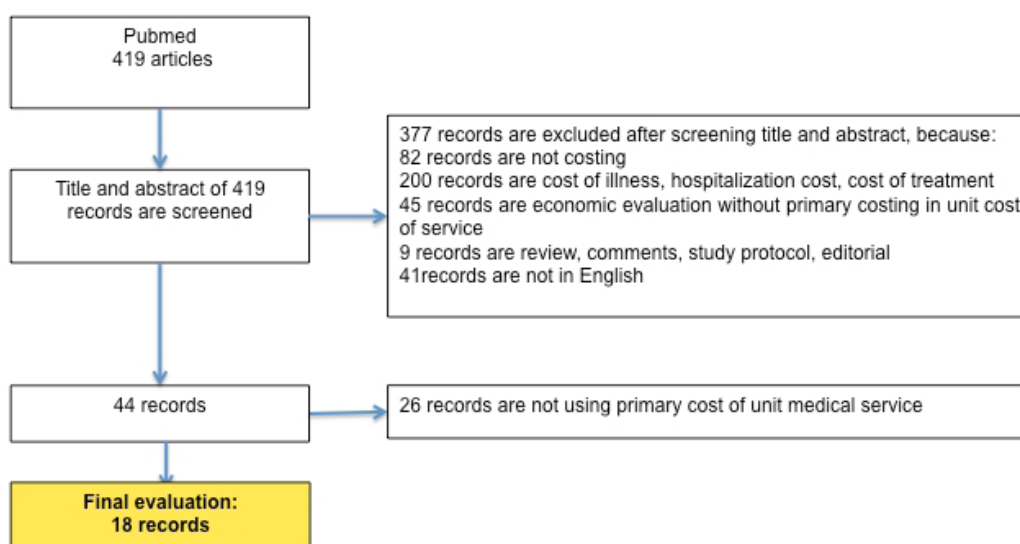 Pubmed
419 articles
Title and abstract of 419
records are screened
377 records are excluded after screening title and abstract, because:
82 records are not costing
200 records are cost of illness, hospitalization cost, cost of treatment
45 records are economic evaluation without primary costing in unit cost
of service
9 records are review, comments, study protocol, editorial
41records are not in English
44 records
26 records are not using primary cost of unit medical service
Final evaluation:
18 records